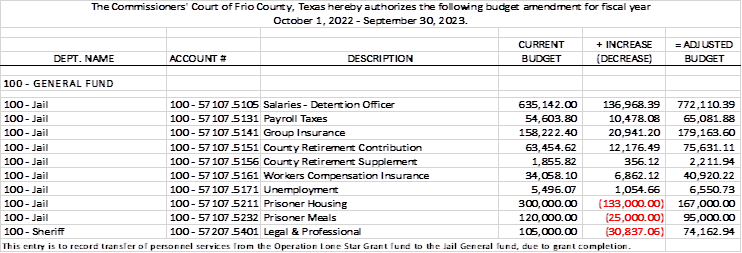 The Commissioners' Court of Frio County, Texas hereby authorizes the following budget amendment for fiscal year
October 1, 2022 - September 30, 2023.
CURRENT + INCREASE = ADJUSTED
DEPT. NAME ACCOUNT # DESCRIPTION BUDGET (DECREASE) BUDGET
100 - GENERAL FUND
100 - Jail 100 - 57107.5105 Salaries - Detention Officer 635,142.00 136,968.39 772,110.39
100 - Jail 100 - 57107.5131 Payroll Taxes 54,603.80 10,478.08 65,081.88
100 - Jail 100 - 57107.5141 Group Insurance 158,222.40 20,941.20 179,163.60
100 - Jail 100 - 57107.5151 County Retirement Contribution 63,454.62 12,176.49 75,631.11
100 - Jail 100 - 57107.5156 County Retirement Supplement 1,855.82 356.12 2,211.94
100 - Jail 100 - 57107.5161 Workers Compensation Insurance 34,058.10 6,862.12 40,920.22
100 - Jail 100 - 57107.5171 Unemployment 5,496.07 1,054.66 6,550.73
100 - Jail 100 - 57107.5211 Prisoner Housing 300,000.00 (133,000.00) 167,000.00
100 - Jail 100 - 57107.5232 Prisoner Meals 120,000.00 (25,000.00) 95,000.00
100 - Sheriff 100 - 57207.5401 Legal & Professional 105,000.00 (30,837.06) 74,162.94
This entry is to record transfer of personnel services from the Operation Lone Star Grant fund to the Jail General fund, due to grant completion.